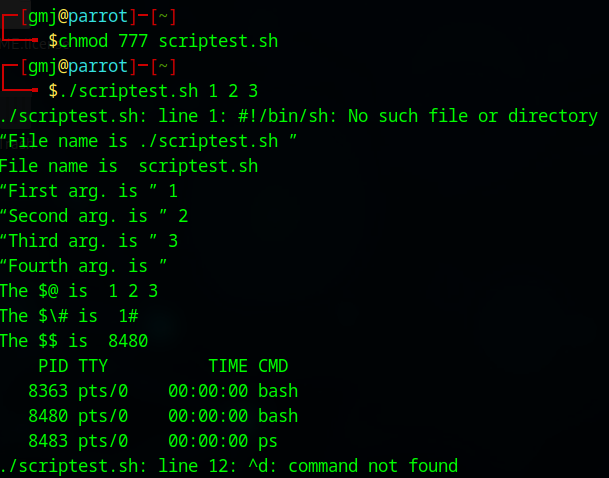 ┌─[gmj@parrot]─[~]
└──╼ $chmod 777 scriptest.sh
┌─[gmj@parrot]─[~]
└──╼ $./scriptest.sh 1 2 3
./scriptest.sh: line 1: #!/bin/sh: No such file or directory
“File name is ./scriptest.sh ”
File name is  scriptest.sh
“First arg. is ” 1
“Second arg. is ” 2
“Third arg. is ” 3
“Fourth arg. is ”
The $@ is  1 2 3
The $\# is  1#
The $$ is  8480
    PID TTY          TIME CMD
   8363 pts/0    00:00:00 bash
   8480 pts/0    00:00:00 bash
   8483 pts/0    00:00:00 ps
./scriptest.sh: line 12: ^d: command not found